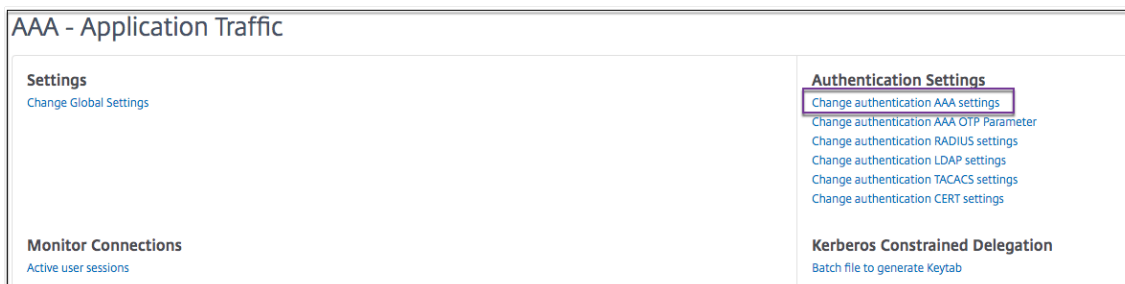 AAA - Application Traffic
Settings
Change Global Settings
Authentication Settings
Change authentication AAA settings
Change authentication AAA OTP Parameter
Change authentication RADIUS settings
Change authentication LDAP settings
Change authentication TACACS settings
Change authentication CERT settings
Monitor Connections
Active user sessions
Kerberos Constrained Delegation
Batch file to generate Keytab